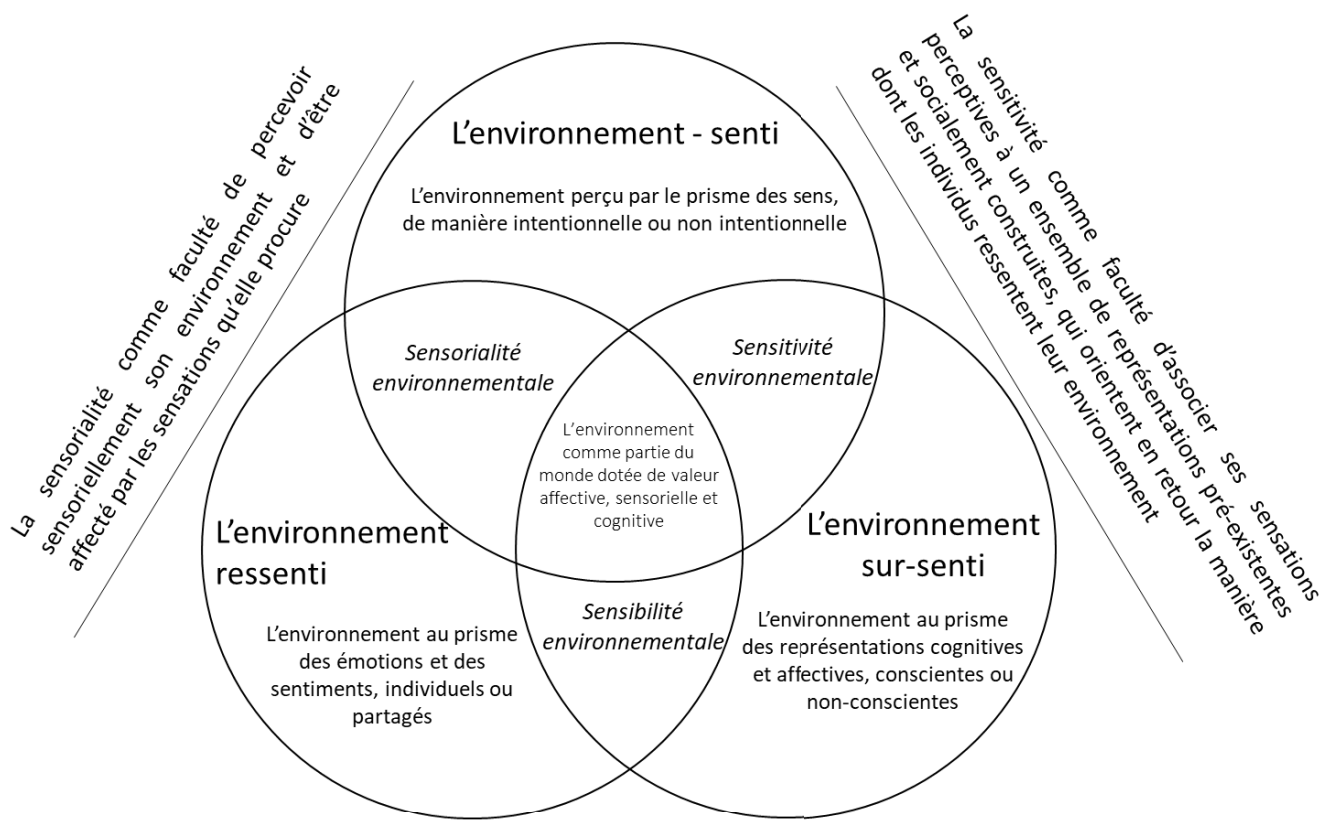 La sensorialité comme faculté de percevoir
sensoriellement son environnement et d'être
affecté par les sensations qu'elle procure
La sensitivité comme faculté d'associer ses sensations
perceptives à un ensemble de représentations pré-existentes
et socialement construites, qui orientent en retour la manière
dont les individus ressentent leur environnement
L'environnement - senti
L'environnement perçu par le prisme des sens,
de manière intentionnelle ou non intentionnelle
Sensorialité
environnementale
Sensitivité
environnementale
L'environnement
comme partie du
monde dotée de valeur
affective, sensorielle et
cognitive
L'environnement
ressenti
L'environnement au prisme
des émotions et des
sentiments, individuels ou
partagés
Sensibilité
environnementale
L'environnement
sur-senti
L'environnement au prisme
des représentations cognitives
et affectives, conscientes ou
non-conscientes